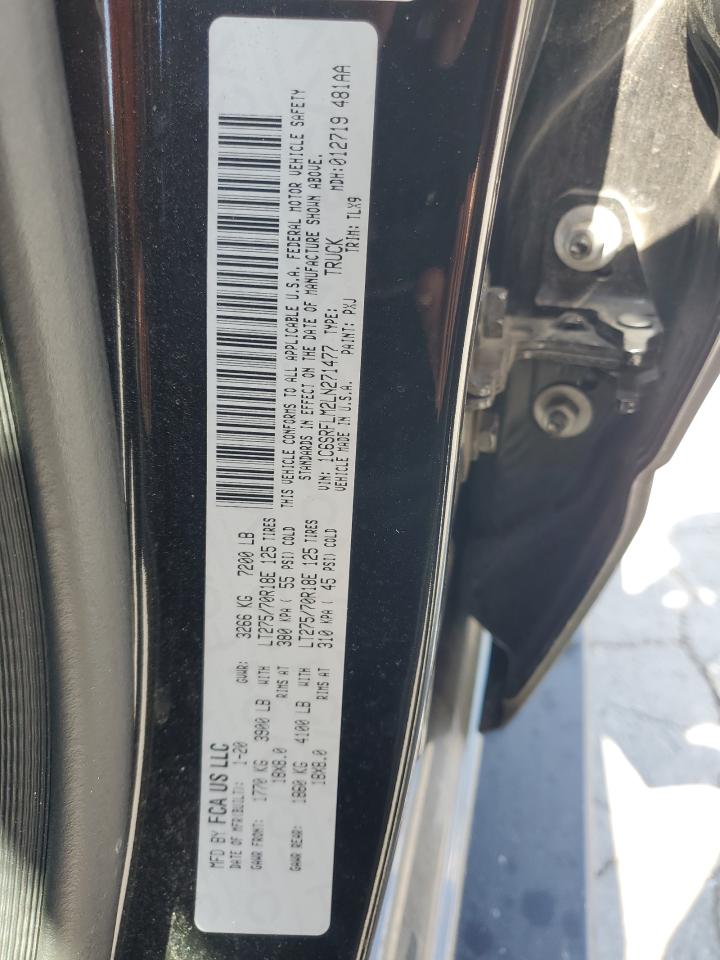 MFD BY FCA US LLC
DATE OF MFR(BUILT): 1-20 GVWR: 3266 KG 7200 LB
GAWR FRONT: 1770 KG 3900 LB WITH LT275/70R18E 125 TIRES
18X8.0 RIMS AT 380 KPA ( 55 PSI) COLD
GAWR REAR: 1860 KG 4100 LB WITH LT275/70R18E 125 TIRES
18X8.0 RIMS AT 310 KPA ( 45 PSI) COLD
THIS VEHICLE CONFORMS TO ALL APPLICABLE U.S.A. FEDERAL MOTOR VEHICLE SAFETY
STANDARDS IN EFFECT ON THE DATE OF MANUFACTURE SHOWN ABOVE.
VIN: 1C6SRFLM2LN271477 TYPE: TRUCK MDH:012719 481AA
VEHICLE MADE IN U.S.A. PAINT: PXJ TRIM: TLX9